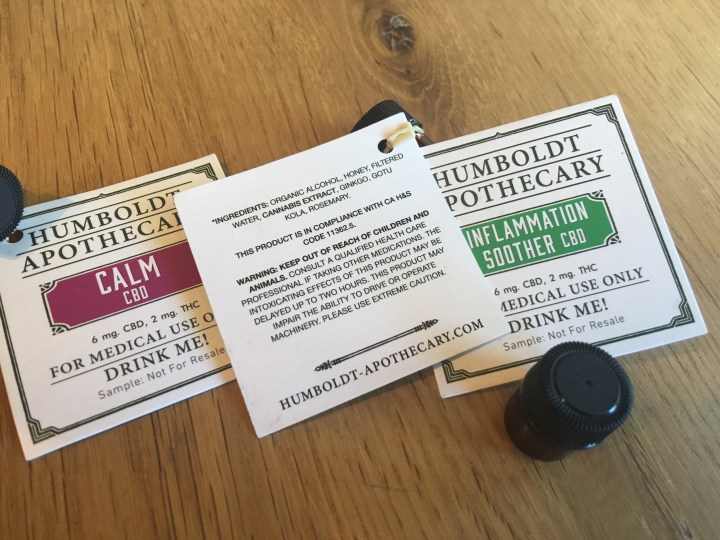 HUMBOLDT
APOTHECARY
CALM
CBD
6 mg. CBD, 2 mg. THC
FOR MEDICAL USE ONLY
DRINK ME!
Sample: Not For Resale
*INGREDIENTS: ORGANIC ALCOHOL, HONEY, FILTERED
WATER, CANNABIS EXTRACT, GINKGO, GOTU
KOLA, ROSEMARY.
THIS PRODUCT IS IN COMPLIANCE WITH CA H&S
CODE 11362.5.
WARNING: KEEP OUT OF REACH OF CHILDREN AND
ANIMALS. CONSULT A QUALIFIED HEALTH CARE
PROFESSIONAL IF TAKING OTHER MEDICATIONS. THE
INTOXICATING EFFECTS OF THIS PRODUCT MAY BE
DELAYED UP TO TWO HOURS. THIS PRODUCT MAY
IMPAIR THE ABILITY TO DRIVE OR OPERATE
MACHINERY. PLEASE USE EXTREME CAUTION.
HUMBOLDT-APOTHECARY.COM
HUMBOLDT
APOTHECARY
INFLAMMATION
SOOTHER CBD
6 mg. CBD, 2 mg. THC
MEDICAL USE ONLY
DRINK ME!
Sample: Not For Resale